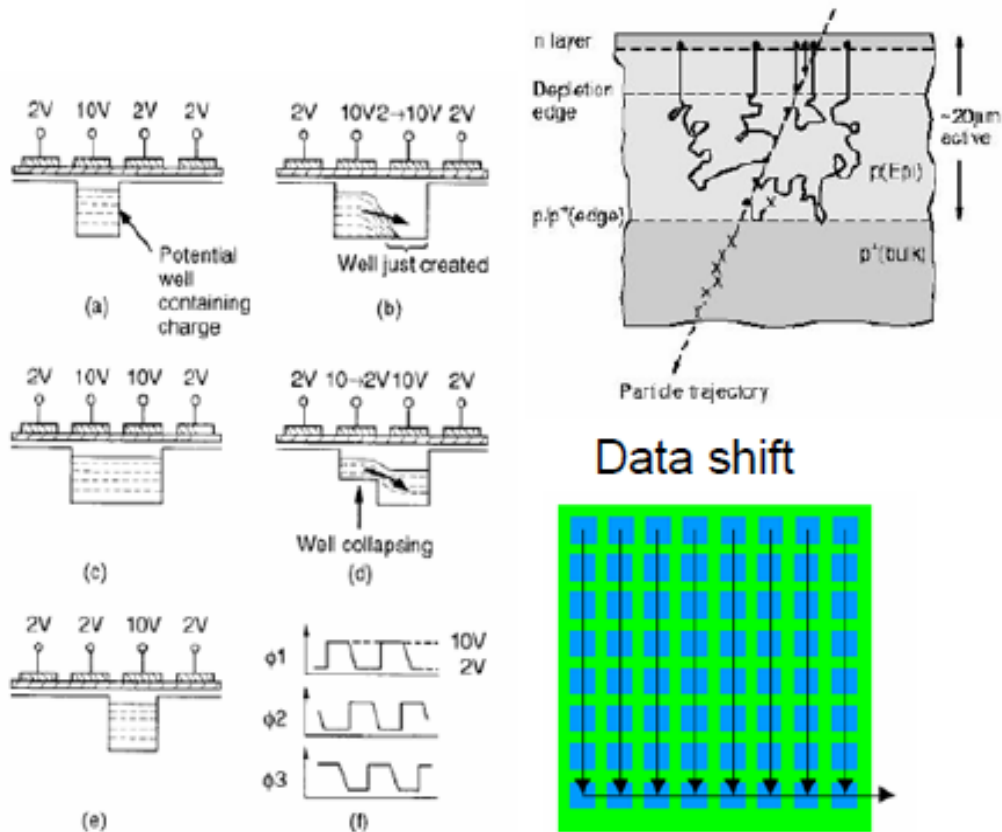 2V 10V 2V 2V
Potential
well
containing
charge
(a)
2V 10V 2→10V 2V
Well just created
(b)
2V 10V 10V 2V
(c)
2V 10→2V 10V 2V
Well collapsing
(d)
2V 2V 10V 2V
(e)
ϕ1
10V
2V
ϕ2
ϕ3
(f)
n layer
Depletion
edge
p/p⁺(edge)
~20μm
active
p(Epi)
p⁺(bulk)
Particle trajectory
Data shift